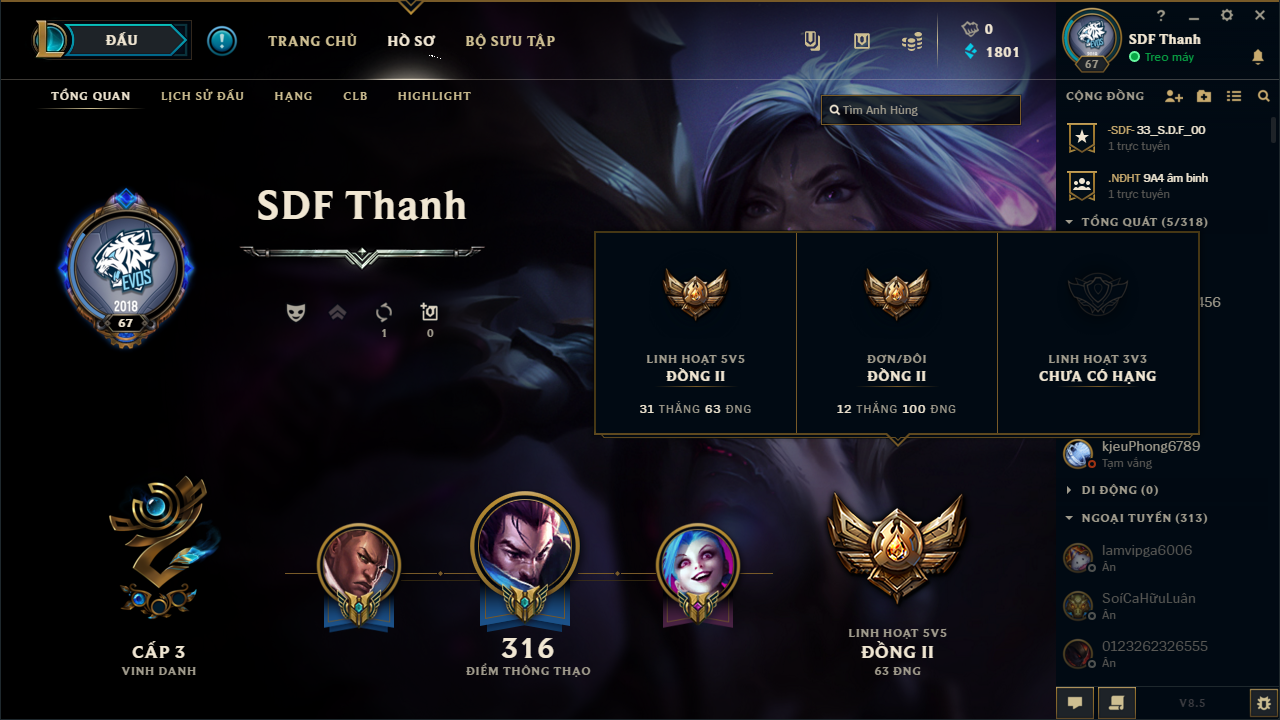 ĐẤU
TRANG CHỦ
HỒ SƠ
BỘ SƯU TẬP
0
1801
?
SDF Thanh
Treo máy
67
TỔNG QUAN
LỊCH SỬ ĐẤU
HẠNG
CLB
HIGHLIGHT
Tìm Anh Hùng
CỘNG ĐỒNG
-SDF- 33_S.D.F_00
1 trực tuyến
.NĐHT 9A4 âm binh
1 trực tuyến
TỔNG QUÁT (5/318)
456
SDF Thanh
EVOS
2018
67
1
0
LINH HOẠT 5V5
ĐỒNG II
31 THẮNG 63 ĐNG
ĐƠN/ĐÔI
ĐỒNG II
12 THẮNG 100 ĐNG
LINH HOẠT 3V3
CHƯA CÓ HẠNG
kjeuPhong6789
Tạm vắng
DI ĐỘNG (0)
NGOẠI TUYẾN (313)
lamvipga6006
Ẩn
SoíCaHữuLuân
Ẩn
0123262326555
Ẩn
CẤP 3
VINH DANH
316
ĐIỂM THÔNG THẠO
LINH HOẠT 5V5
ĐỒNG II
63 ĐNG
V8.5